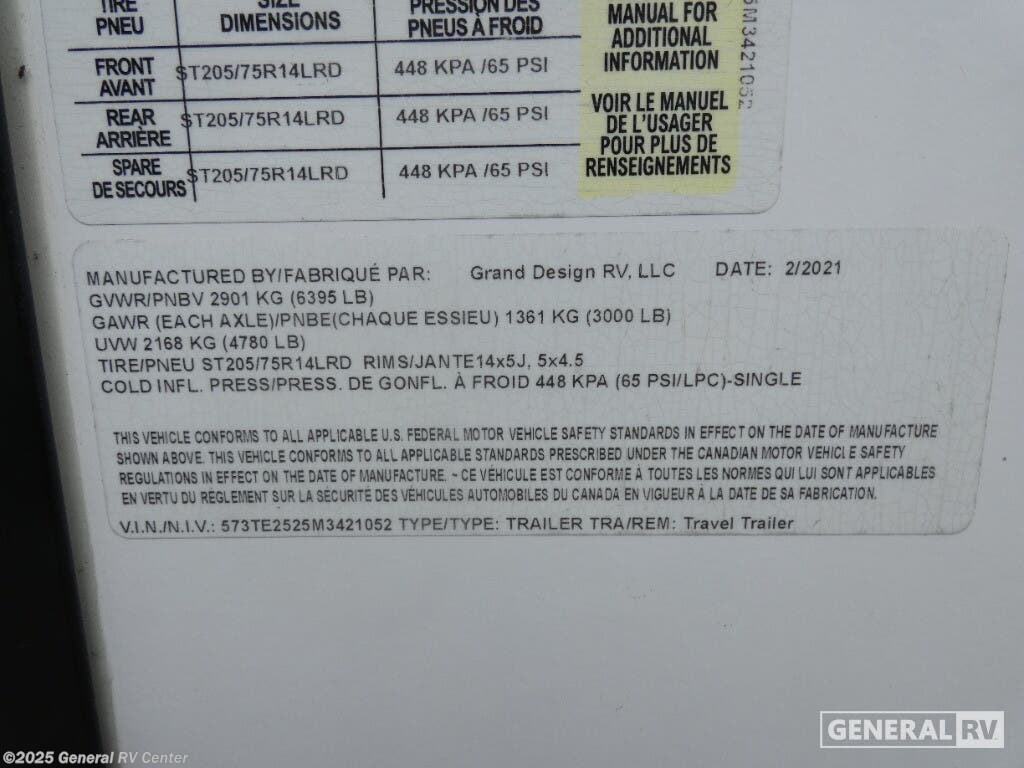 TIRE SIZE PRESSION DES
PNEU DIMENSIONS PNEUS À FROID
FRONT ST205/75R14LRD 448 KPA /65 PSI
AVANT
REAR ST205/75R14LRD 448 KPA /65 PSI
ARRIÈRE
SPARE ST205/75R14LRD 448 KPA /65 PSI
DE SECOURS
MANUAL FOR
ADDITIONAL
INFORMATION
VOIR LE MANUEL
DE L'USAGER
POUR PLUS DE
RENSEIGNEMENTS
5M3421052
MANUFACTURED BY/FABRIQUÉ PAR: Grand Design RV, LLC DATE: 2/2021
GVWR/PNBV 2901 KG (6395 LB)
GAWR (EACH AXLE)/PNBE(CHAQUE ESSIEU) 1361 KG (3000 LB)
UVW 2168 KG (4780 LB)
TIRE/PNEU ST205/75R14LRD RIMS/JANTE14x5J, 5x4.5
COLD INFL. PRESS/PRESS. DE GONFL. À FROID 448 KPA (65 PSI/LPC)-SINGLE
THIS VEHICLE CONFORMS TO ALL APPLICABLE U.S. FEDERAL MOTOR VEHICLE SAFETY STANDARDS IN EFFECT ON THE DATE OF MANUFACTURE
SHOWN ABOVE. THIS VEHICLE CONFORMS TO ALL APPLICABLE STANDARDS PRESCRIBED UNDER THE CANADIAN MOTOR VEHICLE SAFETY
REGULATIONS IN EFFECT ON THE DATE OF MANUFACTURE. ~ CE VÉHICULE EST CONFORME À TOUTES LES NORMES QUI LUI SONT APPLICABLES
EN VERTU DU RÉGLEMENT SUR LA SÉCURITÉ DES VÉHICULES AUTOMOBILES DU CANADA EN VIGUEUR À LA DATE DE SA FABRICATION.
V.I.N./N.I.V.: 573TE2525M3421052 TYPE/TYPE: TRAILER TRA/REM: Travel Trailer
GENERAL RV
©2025 General RV Center